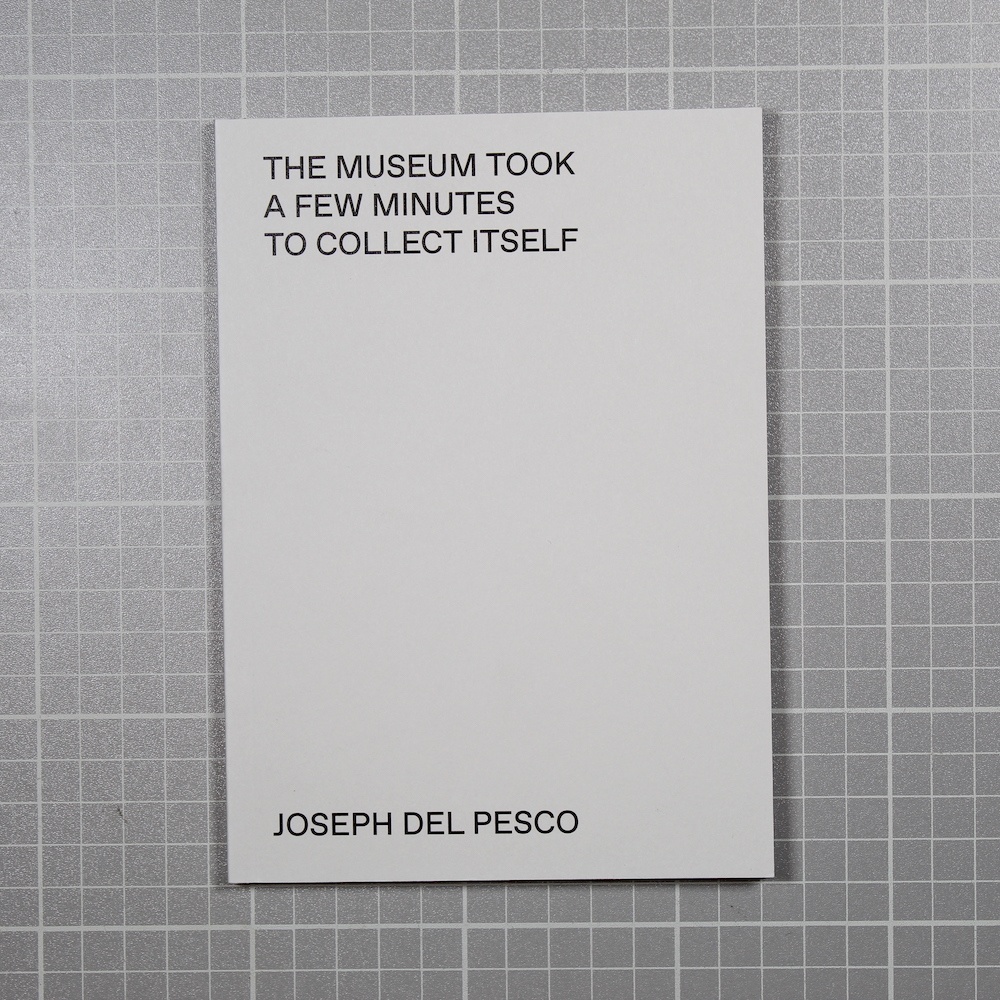 THE MUSEUM TOOK
A FEW MINUTES
TO COLLECT ITSELF
JOSEPH DEL PESCO